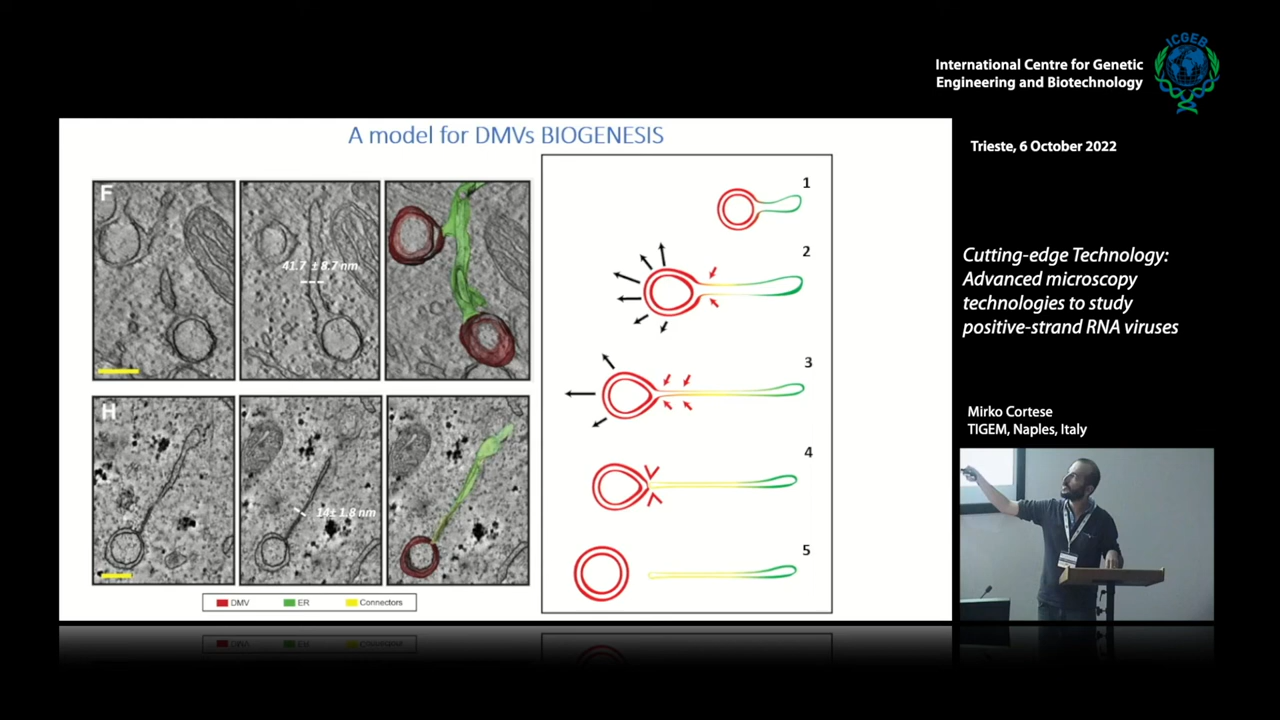 ICGEB
International Centre for Genetic
Engineering and Biotechnology
Trieste, 6 October 2022
Cutting-edge Technology:
Advanced microscopy
technologies to study
positive-strand RNA viruses
Mirko Cortese
TIGEM, Naples, Italy
A model for DMVs BIOGENESIS
F
41.7 ± 8.7 nm
H
14± 1.8 nm
DMV
ER
Connectors
1
2
3
4
5